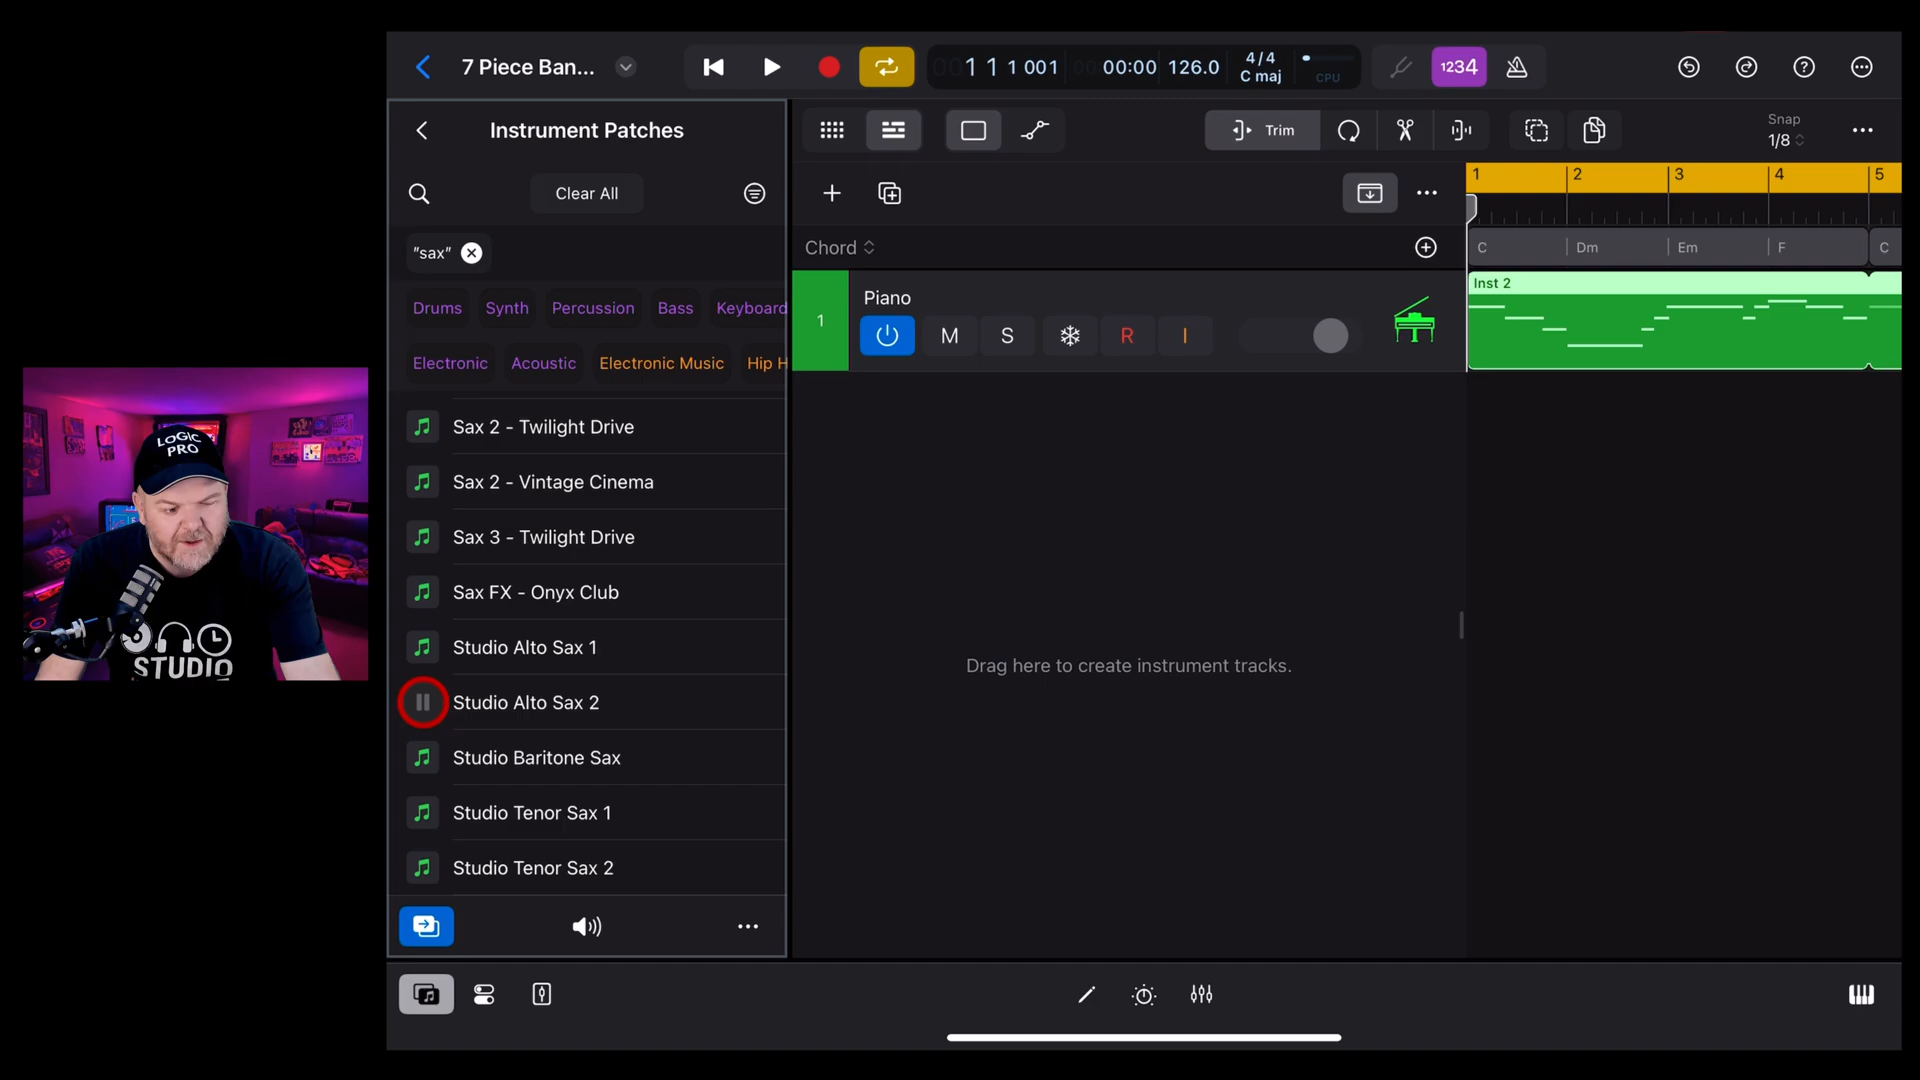 7 Piece Ban...
1 1 1 001
00:00
126.0
4/4
C maj
CPU
1234
Instrument Patches
Trim
Snap
1/8
Clear All
"sax"
Drums
Synth
Percussion
Bass
Keyboard
Electronic
Acoustic
Electronic Music
Hip H
Sax 2 - Twilight Drive
Sax 2 - Vintage Cinema
Sax 3 - Twilight Drive
Sax FX - Onyx Club
Studio Alto Sax 1
Studio Alto Sax 2
Studio Baritone Sax
Studio Tenor Sax 1
Studio Tenor Sax 2
Chord
1
Piano
M
S
R
I
Drag here to create instrument tracks.
1
2
3
4
5
C
Dm
Em
F
C
Inst 2
LOGIC
PRO
STUDIO